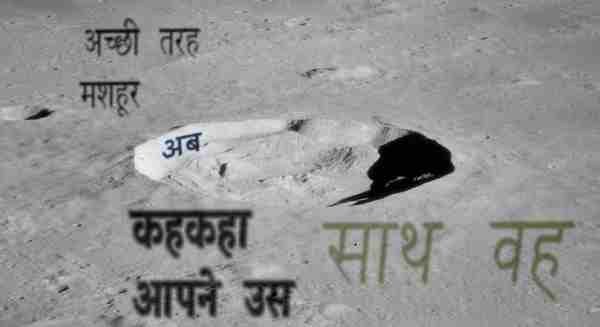 अच्छी तरह
मशहूर
अब
कहकहा
आपने उस
साथ वह